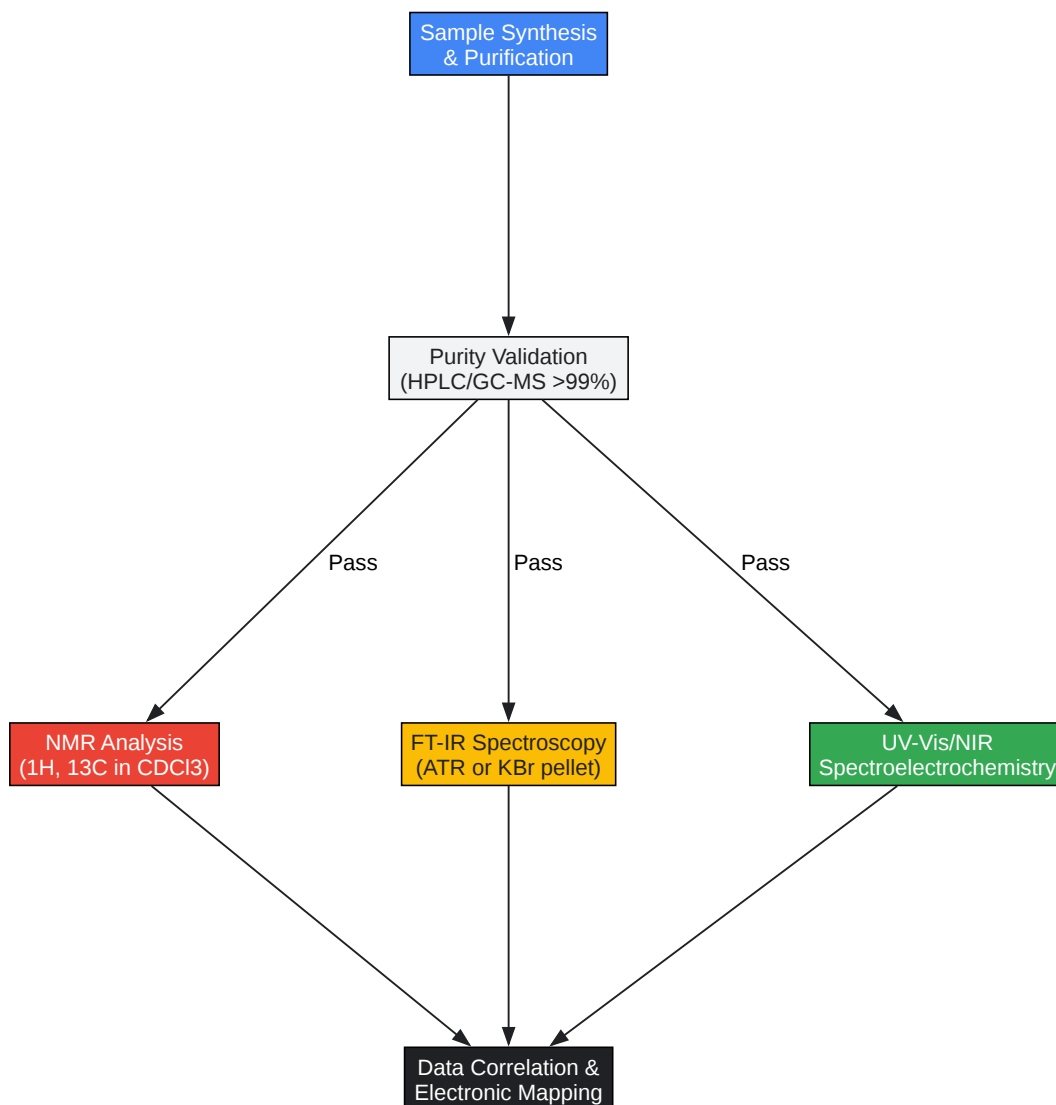 Sample Synthesis
& Purification
Purity Validation
(HPLC/GC-MS >99%)
Pass
Pass
Pass
NMR Analysis
(1H, 13C in CDCl3)
FT-IR Spectroscopy
(ATR or KBr pellet)
UV-Vis/NIR
Spectroelectrochemistry
Data Correlation &
Electronic Mapping